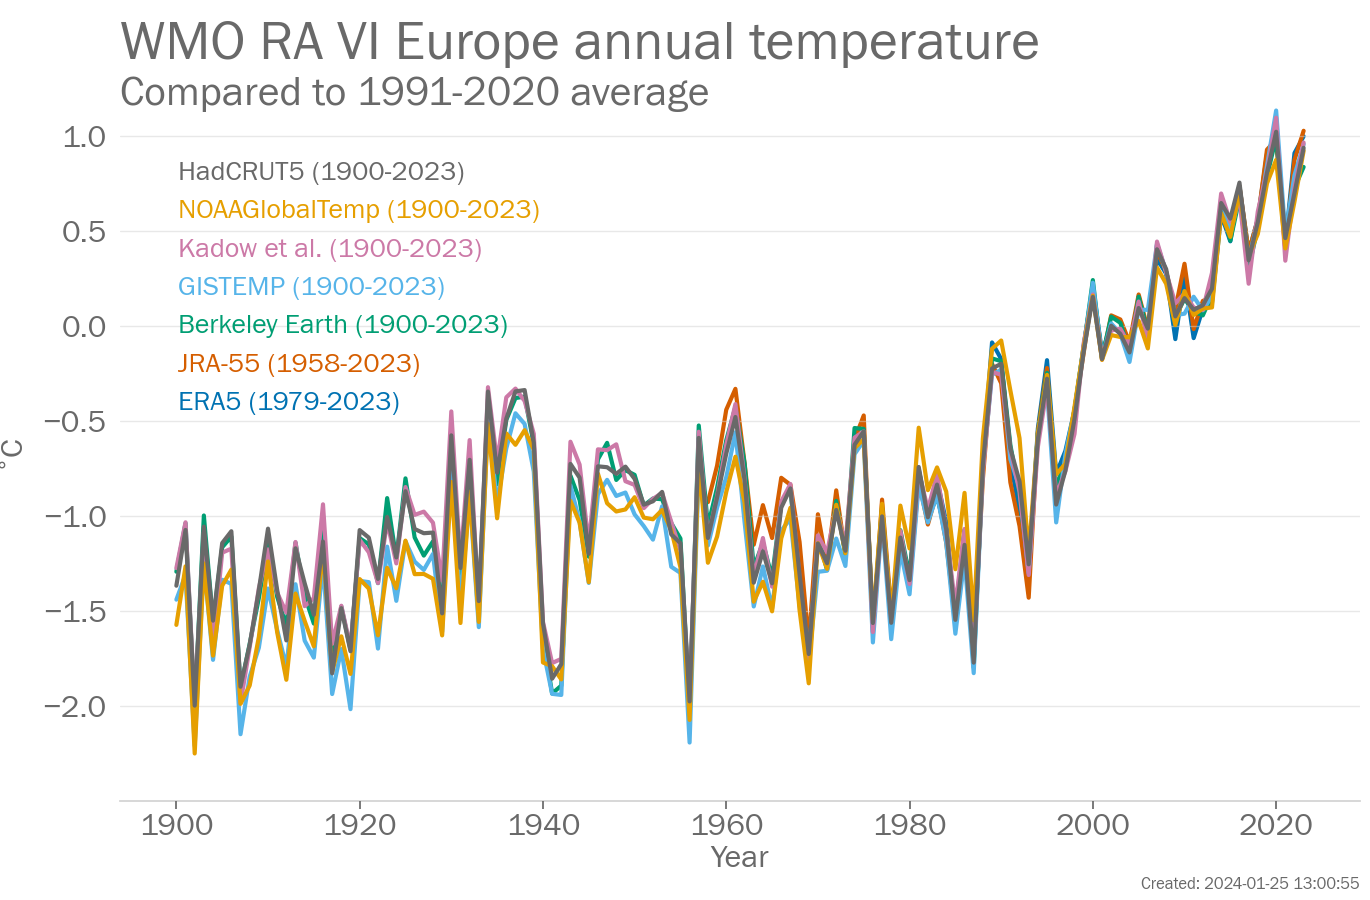 WMO RA VI Europe annual temperature
Compared to 1991-2020 average
1.0
0.5
0.0
−0.5
−1.0
−1.5
−2.0
°C
HadCRUT5 (1900-2023)
NOAAGlobalTemp (1900-2023)
Kadow et al. (1900-2023)
GISTEMP (1900-2023)
Berkeley Earth (1900-2023)
JRA-55 (1958-2023)
ERA5 (1979-2023)
1900 1920 1940 1960 1980 2000 2020
Year
Created: 2024-01-25 13:00:55